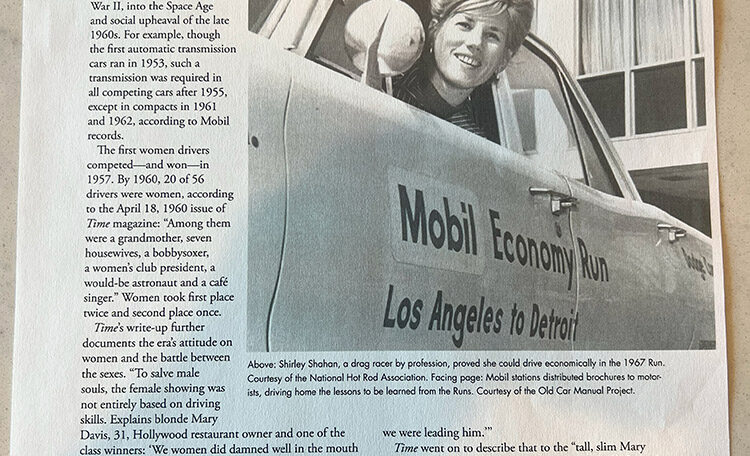 War II, into the Space Age
and social upheaval of the late
1960s. For example, though
the first automatic transmission
cars ran in 1953, such a
transmission was required in
all competing cars after 1955,
except in compacts in 1961
and 1962, according to Mobil
records.
The first women drivers
competed—and won—in
1957. By 1960, 20 of 56
drivers were women, according
to the April 18, 1960 issue of
Time magazine: “Among them
were a grandmother, seven
housewives, a bobbysoxer,
a women’s club president, a
would-be astronaut and a café
singer.” Women took first place
twice and second place once.
Time’s write-up further
documents the era’s attitude on
women and the battle between
the sexes. “To salve male
souls, the female showing was
not entirely based on driving
skills. Explains blonde Mary
Davis, 31, Hollywood restaurant owner and one of the
class winners: ‘We women did damned well in the mouth
Mobil Economy Run
Los Angeles to Detroit
Above: Shirley Shahan, a drag racer by profession, proved she could drive economically in the 1967 Run.
Courtesy of the National Hot Rod Association. Facing page: Mobil stations distributed brochures to motor-
ists, driving home the lessons to be learned from the Runs. Courtesy of the Old Car Manual Project.
we were leading him.’”
Time went on to describe that to the “tall, slim Mary